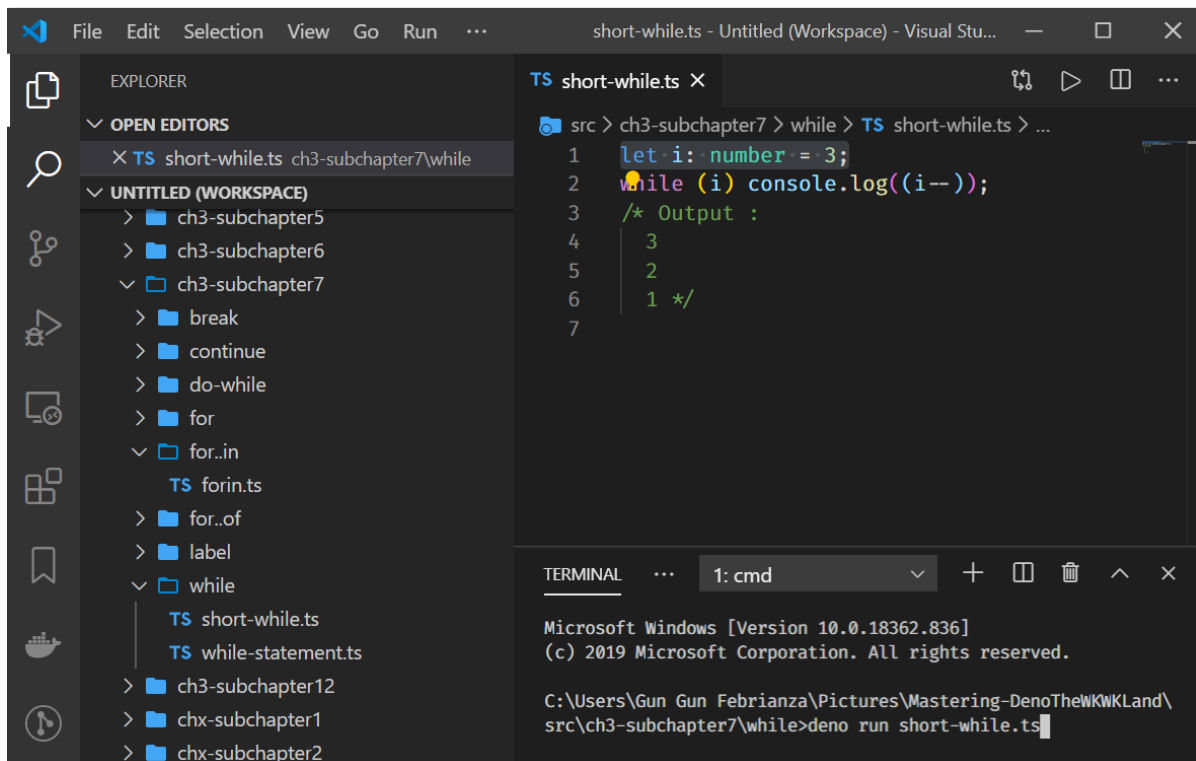 File Edit Selection View Go Run ··· short-while.ts - Untitled (Workspace) - Visual Stu...
EXPLORER
OPEN EDITORS
TS short-while.ts ch3-subchapter7\while
UNTITLED (WORKSPACE)
ch3-subchapter5
ch3-subchapter6
ch3-subchapter7
break
continue
do-while
for
for..in
TS forin.ts
for..of
label
while
TS short-while.ts
TS while-statement.ts
ch3-subchapter12
chx-subchapter1
chx-subchapter2
TS short-while.ts
src > ch3-subchapter7 > while > TS short-while.ts > ...
1 let i: number = 3;
2 while (i) console.log((i--));
3 /* Output :
4 3
5 2
6 1 */
7
TERMINAL ··· 1: cmd
Microsoft Windows [Version 10.0.18362.836]
(c) 2019 Microsoft Corporation. All rights reserved.
C:\Users\Gun Gun Febrianza\Pictures\Mastering-DenoTheWKWKLand\
src\ch3-subchapter7\while>deno run short-while.ts